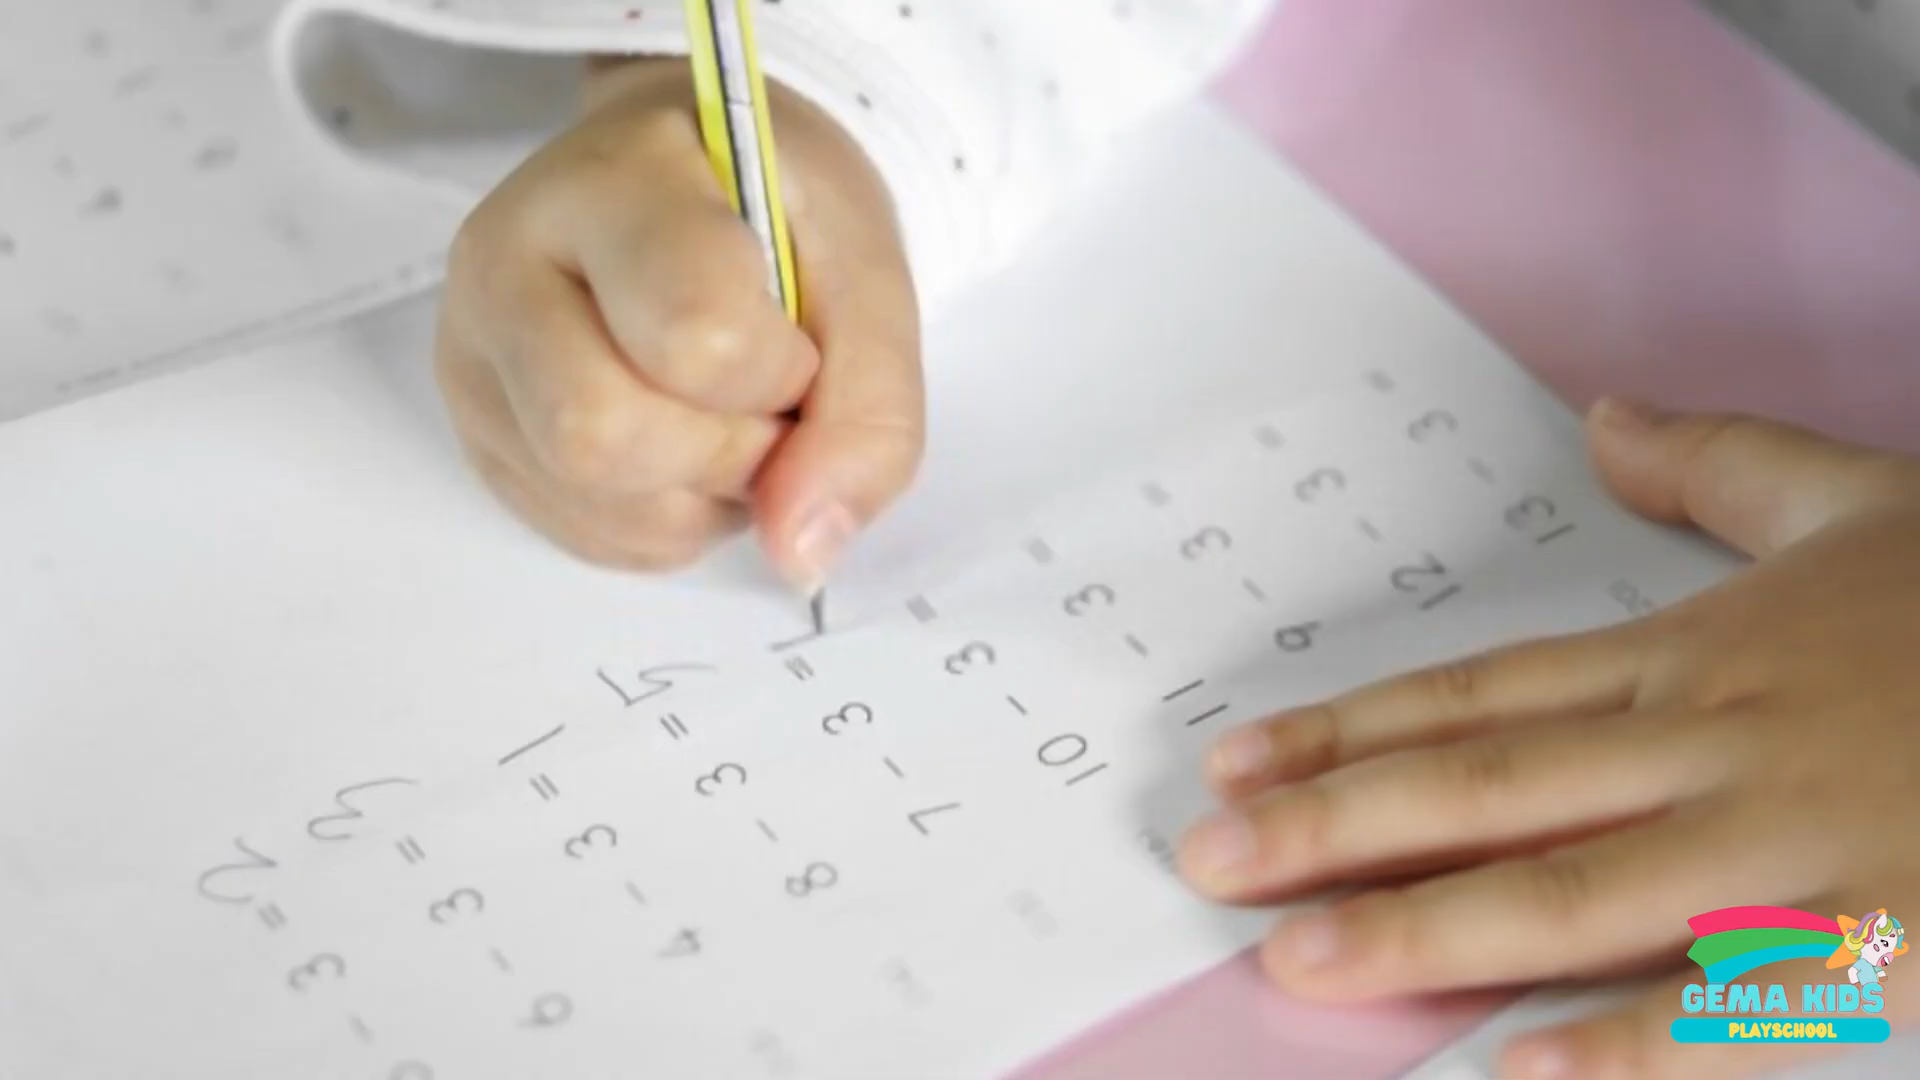 - 3 = 2
6 - 3 = 3
4 - 3 = 1
8 - 3 = 5
7 - 3 =
10 - 3 =
11 - 3 =
9 - 3 =
12 - 3 =
13 - 3 =
GEMA KIDS
PLAYSCHOOL